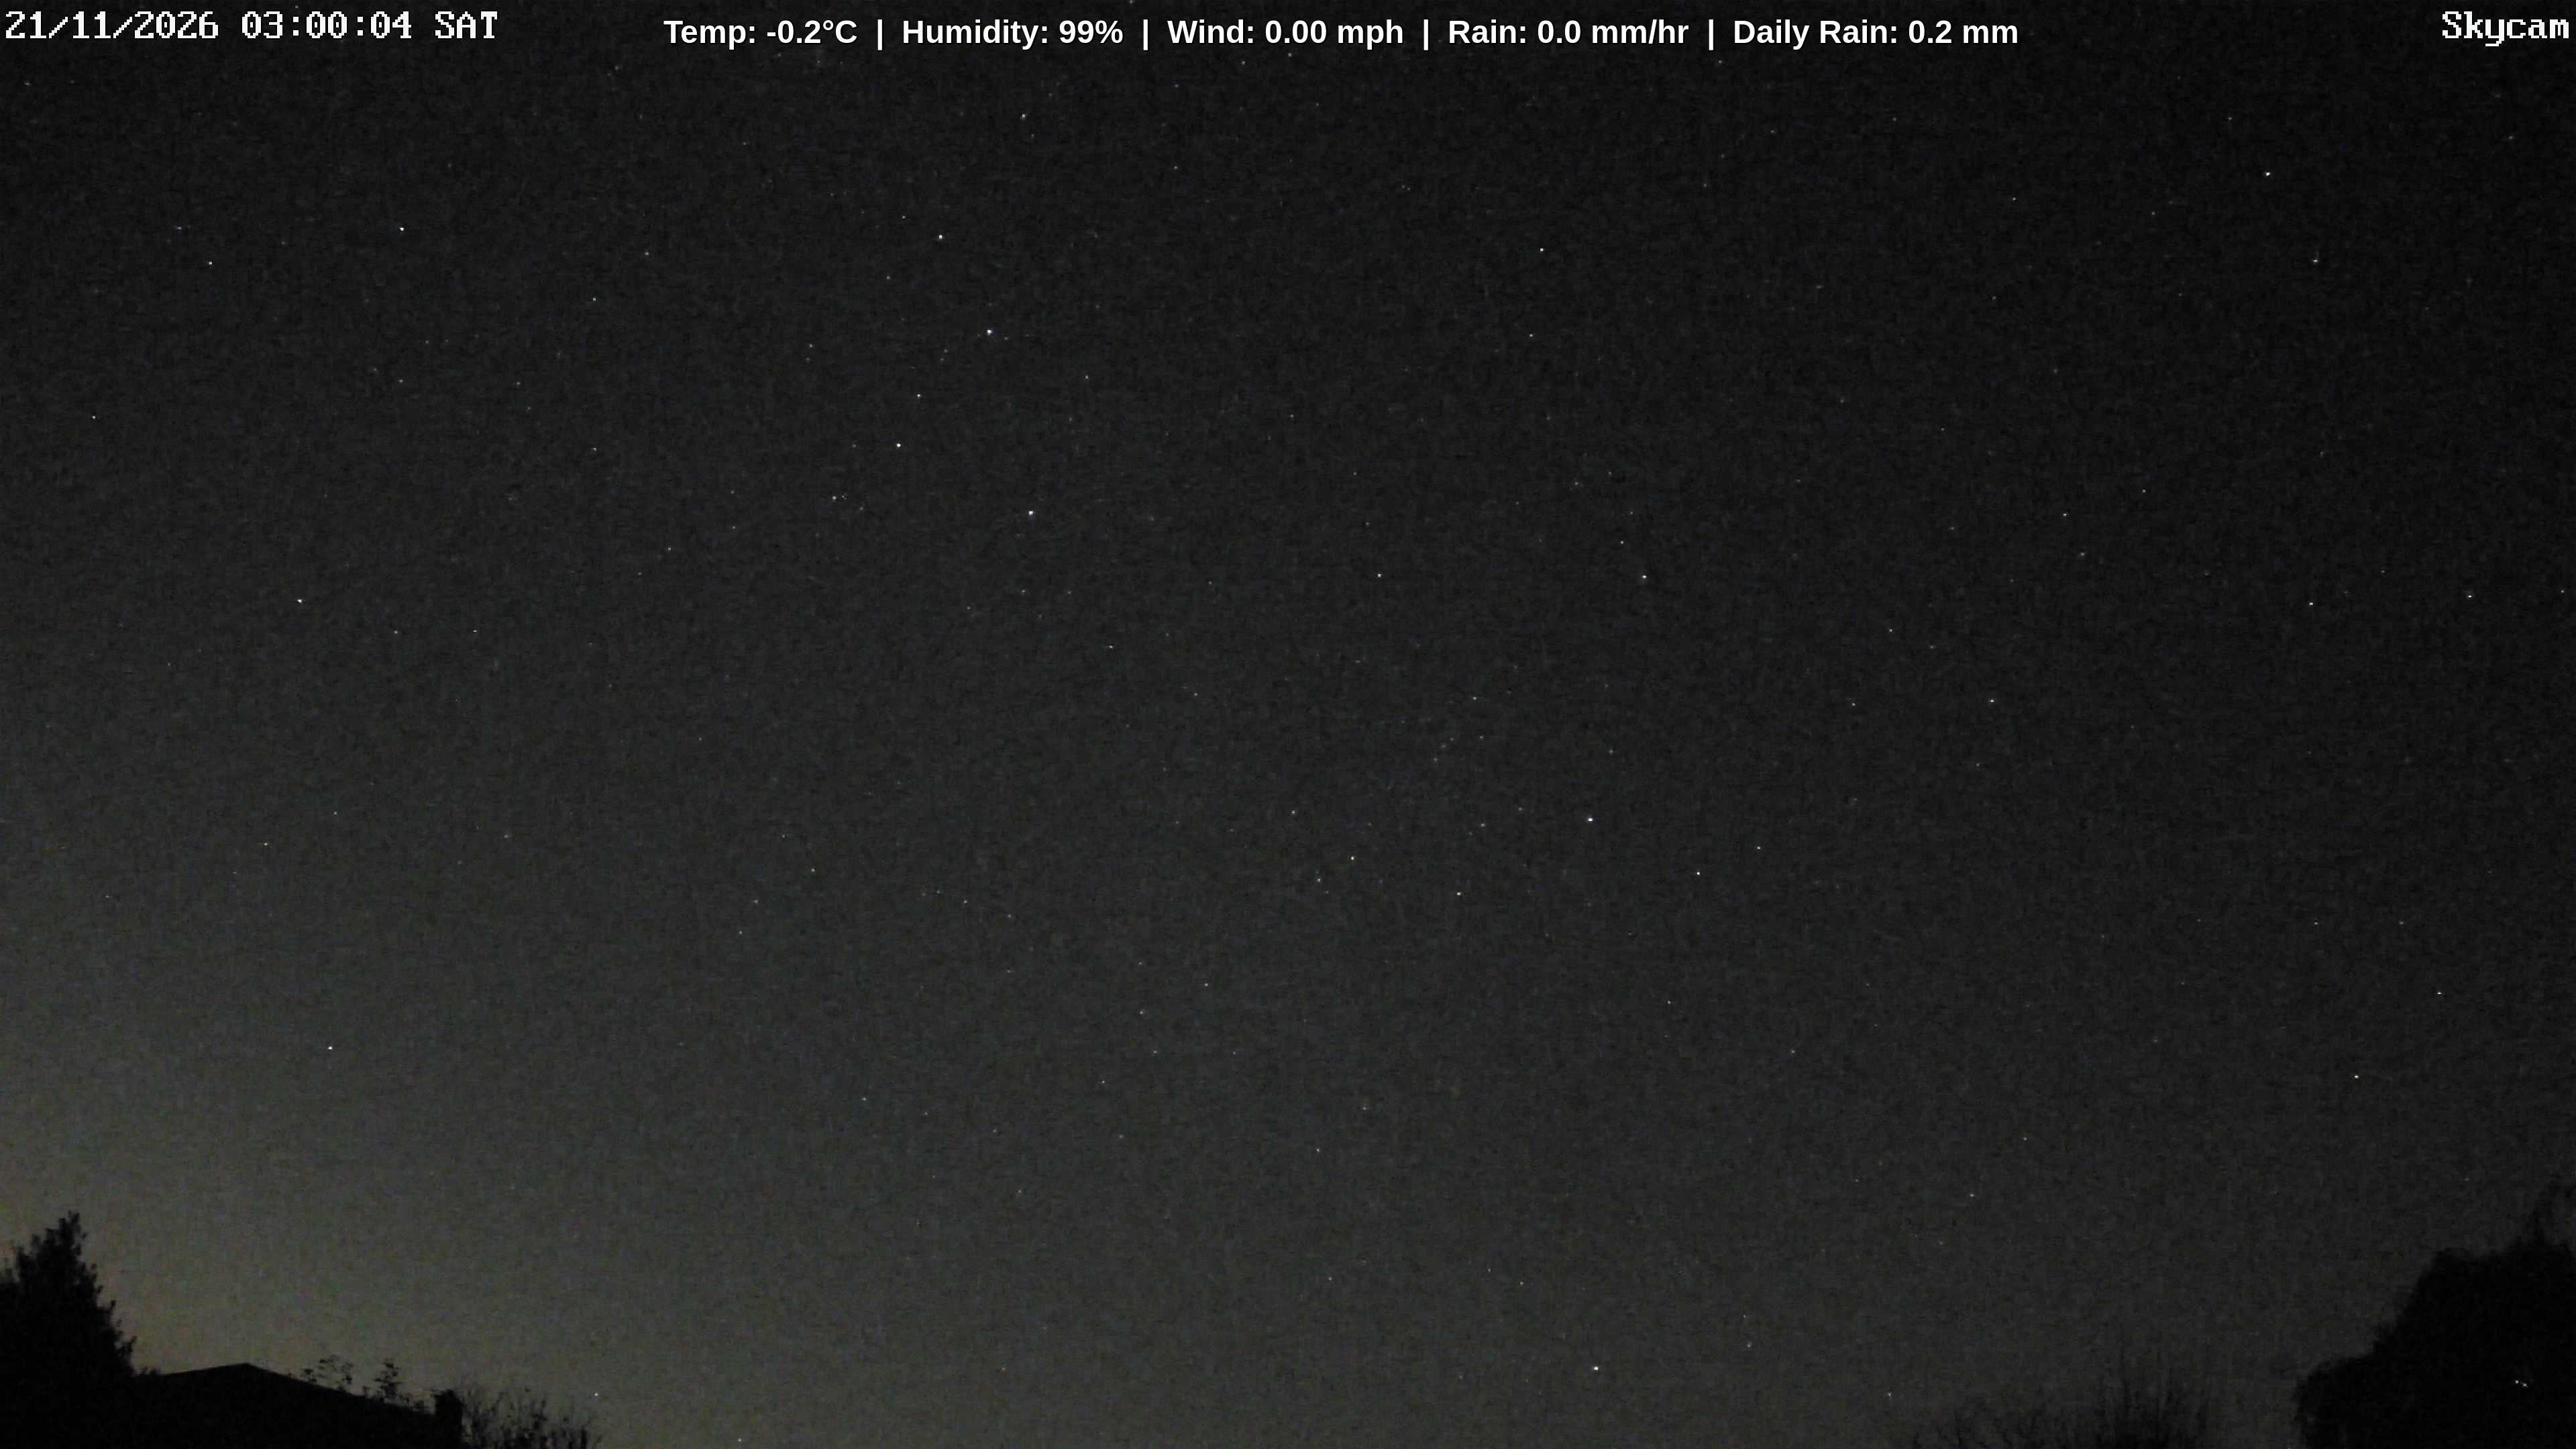 21/11/2026 03:00:04 SAT
Temp: -0.2°C | Humidity: 99% | Wind: 0.00 mph | Rain: 0.0 mm/hr | Daily Rain: 0.2 mm
Skycam